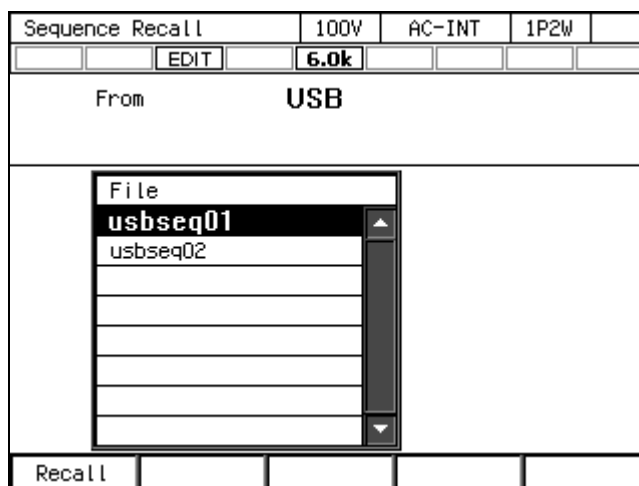 Sequence Recall 100V AC-INT 1P2W
EDIT 6.0k
From USB
File
usbseq01
usbseq02
Recall